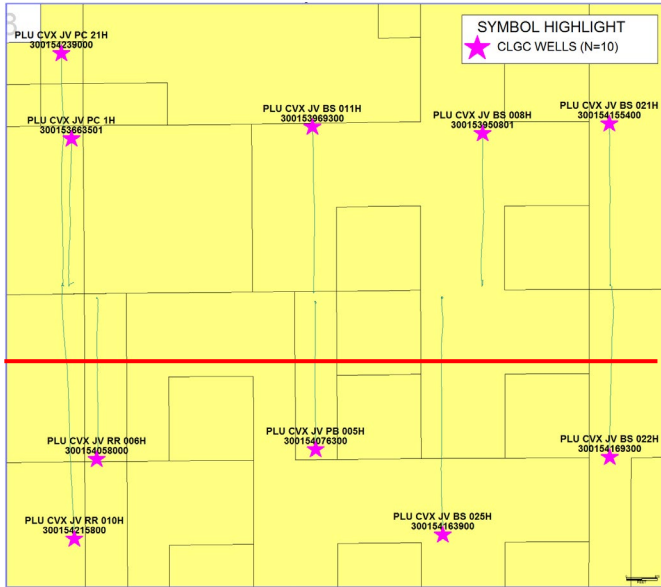 3
SYMBOL HIGHLIGHT
CLGC WELLS (N=10)
PLU CVX JV PC 21H
300154239000
PLU CVX JV PC 1H
300153663501
PLU CVX JV BS 011H
300153969300
PLU CVX JV BS 008H
300153950801
PLU CVX JV BS 021H
300154155400
PLU CVX JV RR 006H
300154058000
PLU CVX JV PB 005H
300154076300
PLU CVX JV BS 022H
300154169300
PLU CVX JV RR 010H
300154215800
PLU CVX JV BS 025H
300154163900